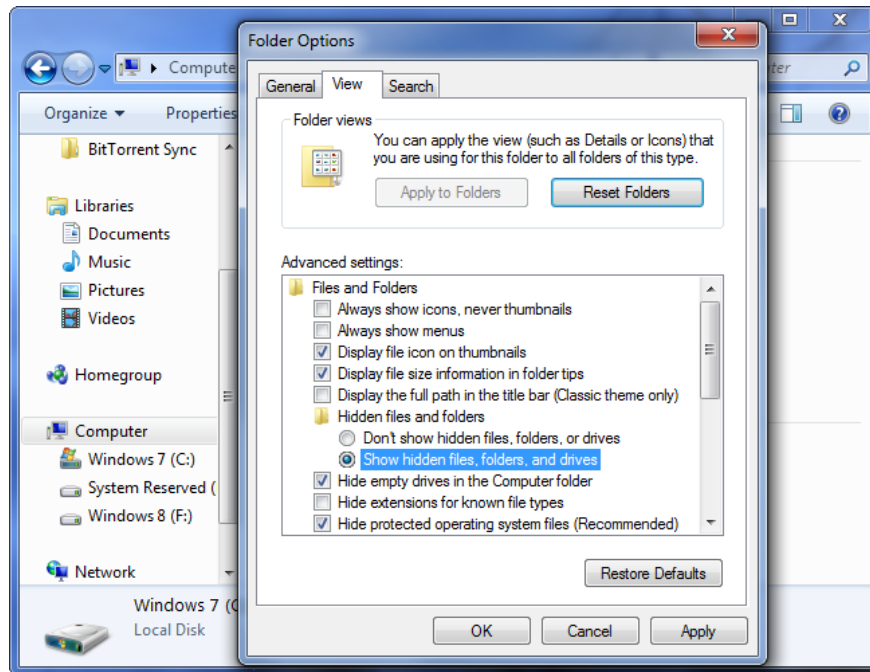 Folder Options
Compute
ter
General View Search
Organize Properties
Folder views
You can apply the view (such as Details or Icons) that
you are using for this folder to all folders of this type.
Apply to Folders Reset Folders
BitTorrent Sync
Libraries
Documents
Music
Pictures
Videos
Homegroup
Computer
Windows 7 (C:)
System Reserved (
Windows 8 (F:)
Network
Advanced settings:
Files and Folders
Always show icons, never thumbnails
Always show menus
Display file icon on thumbnails
Display file size information in folder tips
Display the full path in the title bar (Classic theme only)
Hidden files and folders
Don't show hidden files, folders, or drives
Show hidden files, folders, and drives
Hide empty drives in the Computer folder
Hide extensions for known file types
Hide protected operating system files (Recommended)
Restore Defaults
Windows 7 (C
Local Disk
OK Cancel Apply